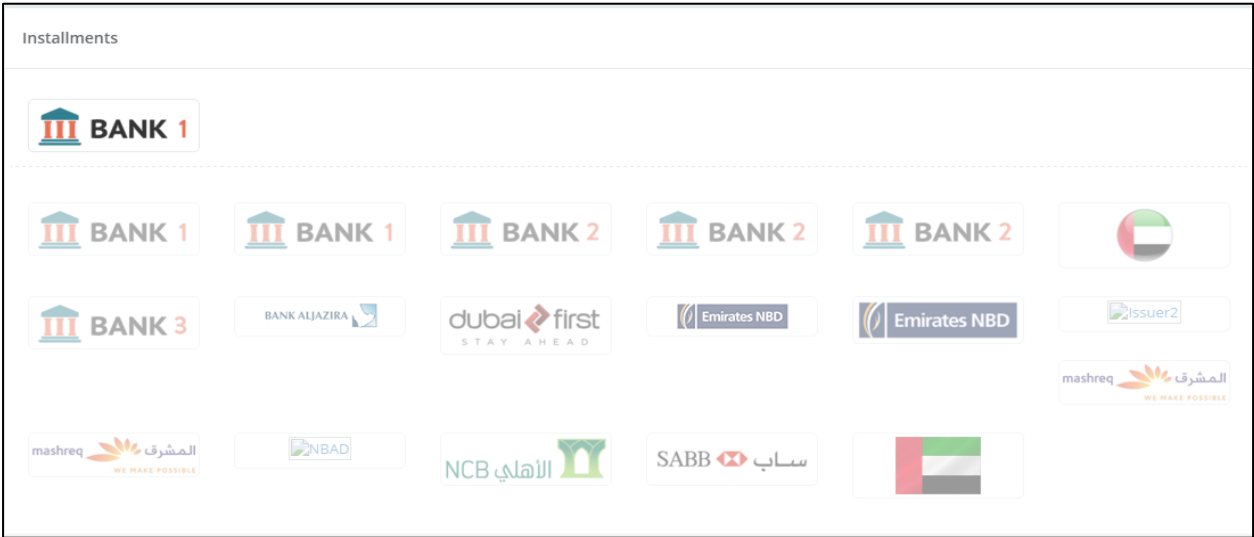 Installments
BANK 1
BANK 1
BANK 1
BANK 2
BANK 2
BANK 2
BANK 3
BANK ALJAZIRA
dubai first
STAY AHEAD
Emirates NBD
Emirates NBD
Issuer2
mashreq المشرق
WE MAKE POSSIBLE
mashreq المشرق
WE MAKE POSSIBLE
NBAD
NCB الأهلي
SABB ساب